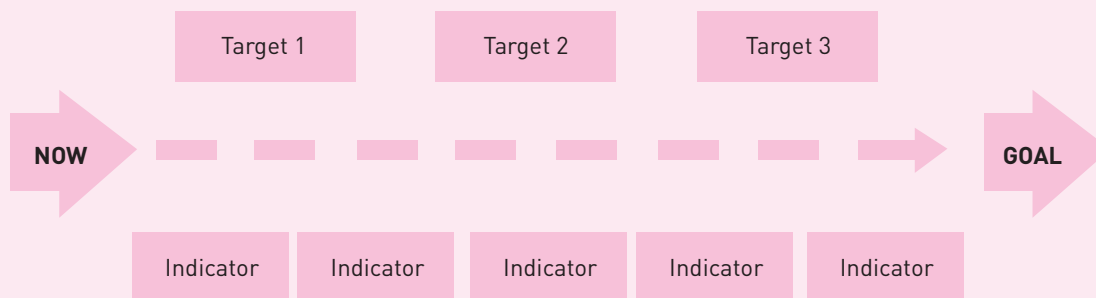 Target 1
Target 2
Target 3
NOW
GOAL
Indicator
Indicator
Indicator
Indicator
Indicator